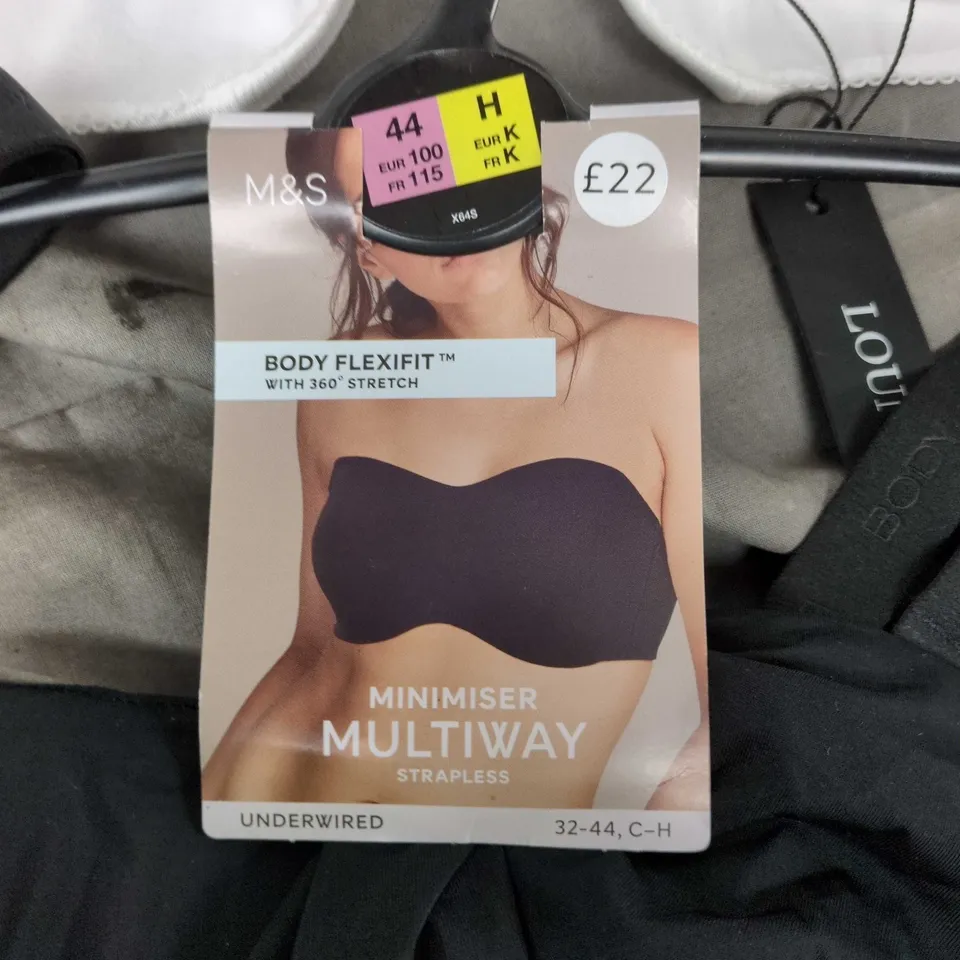 44
EUR 100
FR 115
H
EUR K
FR K
X64S
M&S
£22
BODY FLEXIFIT™
WITH 360° STRETCH
MINIMISER
MULTIWAY
STRAPLESS
UNDERWIRED
32-44, C-H
BODY